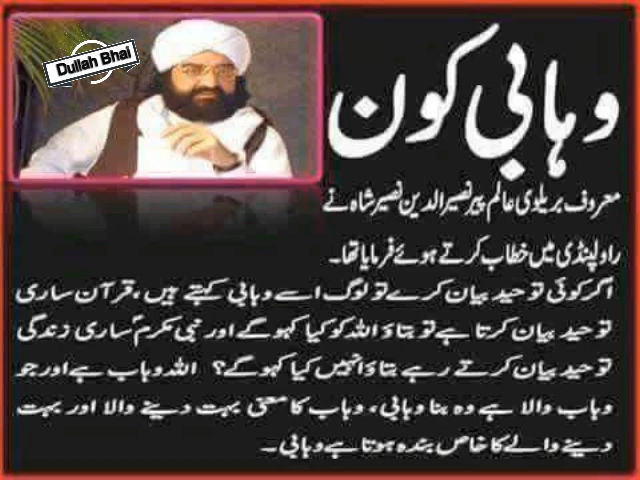 Dullah Bhai
وہابی کون
معروف بریلوی عالم پیر نصیر الدین نصیر شاہ نے
راولپنڈی میں خطاب کرتے ہوئے فرمایا تھا۔
اگر کوئی توحید بیان کرے تو لوگ اسے وہابی کہتے ہیں، قرآن ساری
توحید بیان کرتا ہے تو بتاؤ اللہ کو کیا کہو گے اور نبی مکرمؐ ساری زندگی
توحید بیان کرتے رہے بتاؤ انہیں کیا کہو گے؟ اللہ وہاب ہے اور جو
وہاب والا ہے وہ بنا وہابی، وہاب کا معنی بہت دینے والا اور بہت
دینے والے کا خاص بندہ ہوتا ہے وہابی۔